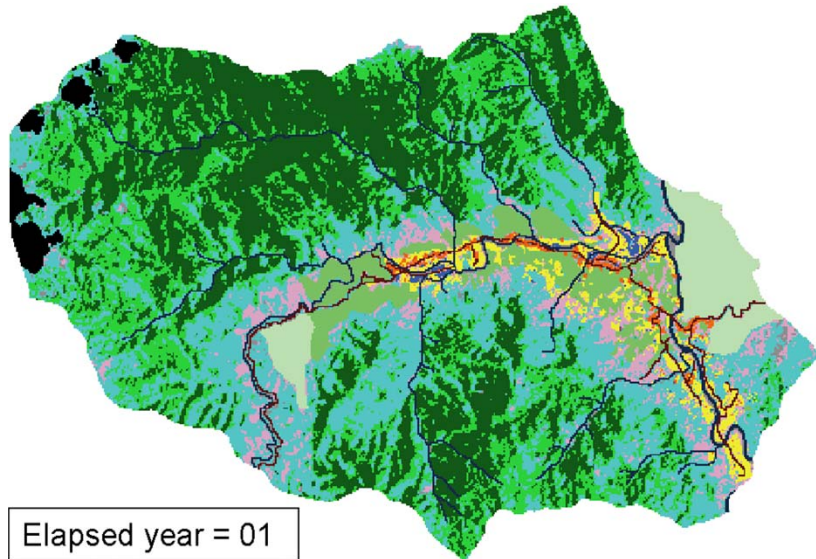 Elapsed year = 01